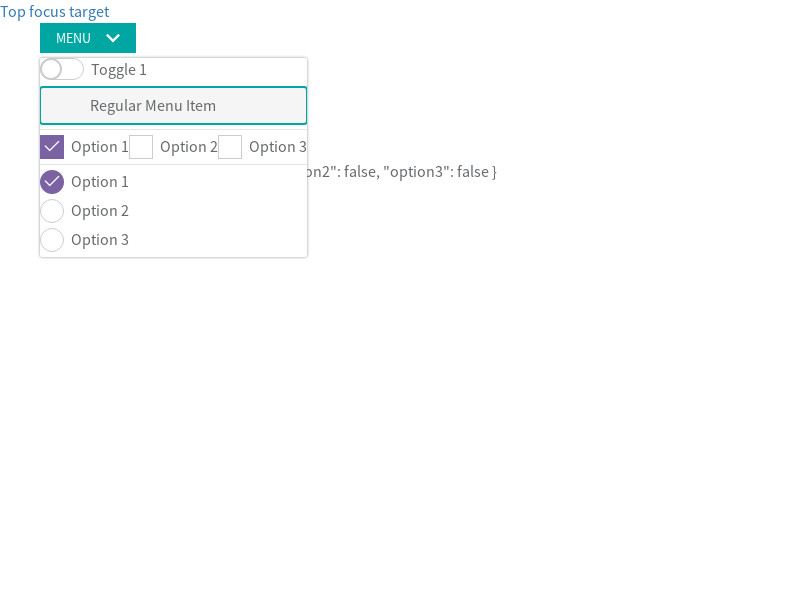 Top focus target
MENU
Toggle 1
Regular Menu Item
Option 1 Option 2 Option 3
on2": false, "option3": false }
Option 1
Option 2
Option 3